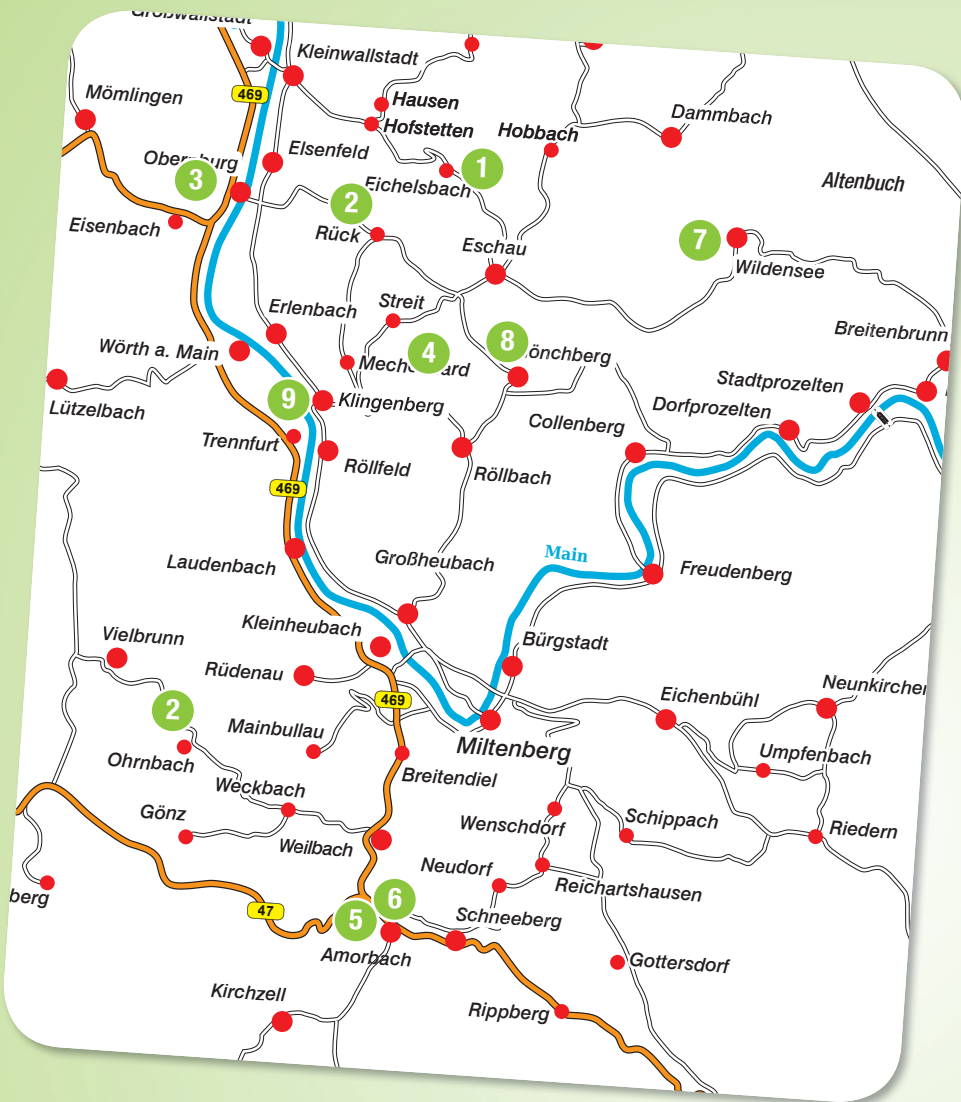 Großwallstadt
Kleinwallstadt
469
Mömlingen
Hausen
Hofstetten
Hobbach
Dammbach
Elsenfeld
3
1
Eichelsbach
Altenbuch
2
Eisenbach
Rück
Eschau
7
Wildensee
Streit
Erlenbach
Breitenbrunn
Wörth a. Main
4
8
Stadtprozelten
Lützelbach
9
Klingenberg
Dorfprozelten
Collenberg
Trennfurt
Röllfeld
Röllbach
469
Laudenbach
Großheubach
Main
Freudenberg
Kleinheubach
Bürgstadt
Vielbrunn
Rüdenau
469
Eichenbühl
2
Mainbullau
Miltenberg
Umpfenbach
Ohrnbach
Breitendiel
Weckbach
Gönz
Wenschdorf
Schippach
Riedern
Weilbach
Neudorf
Reichartshausen
berg
47
5
6
Schneeberg
Amorbach
Gottersdorf
Kirchzell
Rippberg